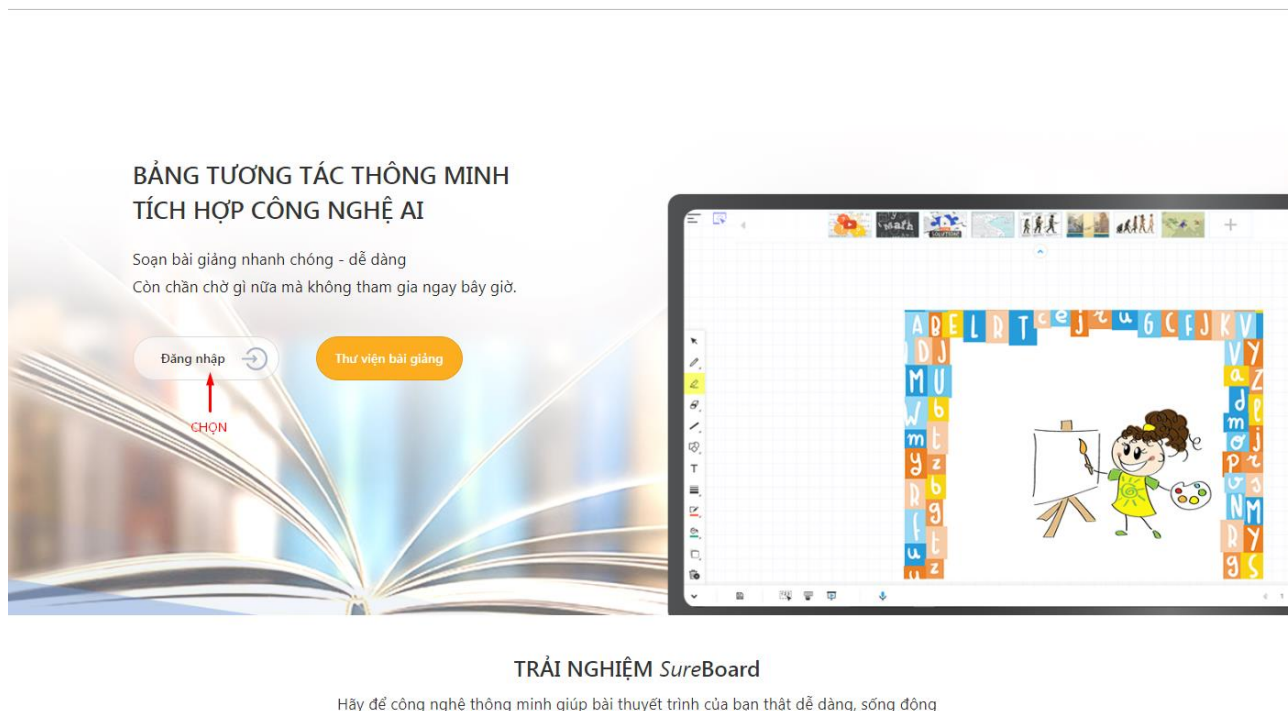 BẢNG TƯƠNG TÁC THÔNG MINH
TÍCH HỢP CÔNG NGHỆ AI
Soạn bài giảng nhanh chóng - dễ dàng
Còn chần chờ gì nữa mà không tham gia ngay bây giờ.
Đăng nhập
Thư viện bài giảng
CHỌN
math
A B E L R T c e j r u G C F J K V
TRẢI NGHIỆM SureBoard
Hãy để công nghệ thông minh giúp bài thuyết trình của bạn thật dễ dàng, sống động